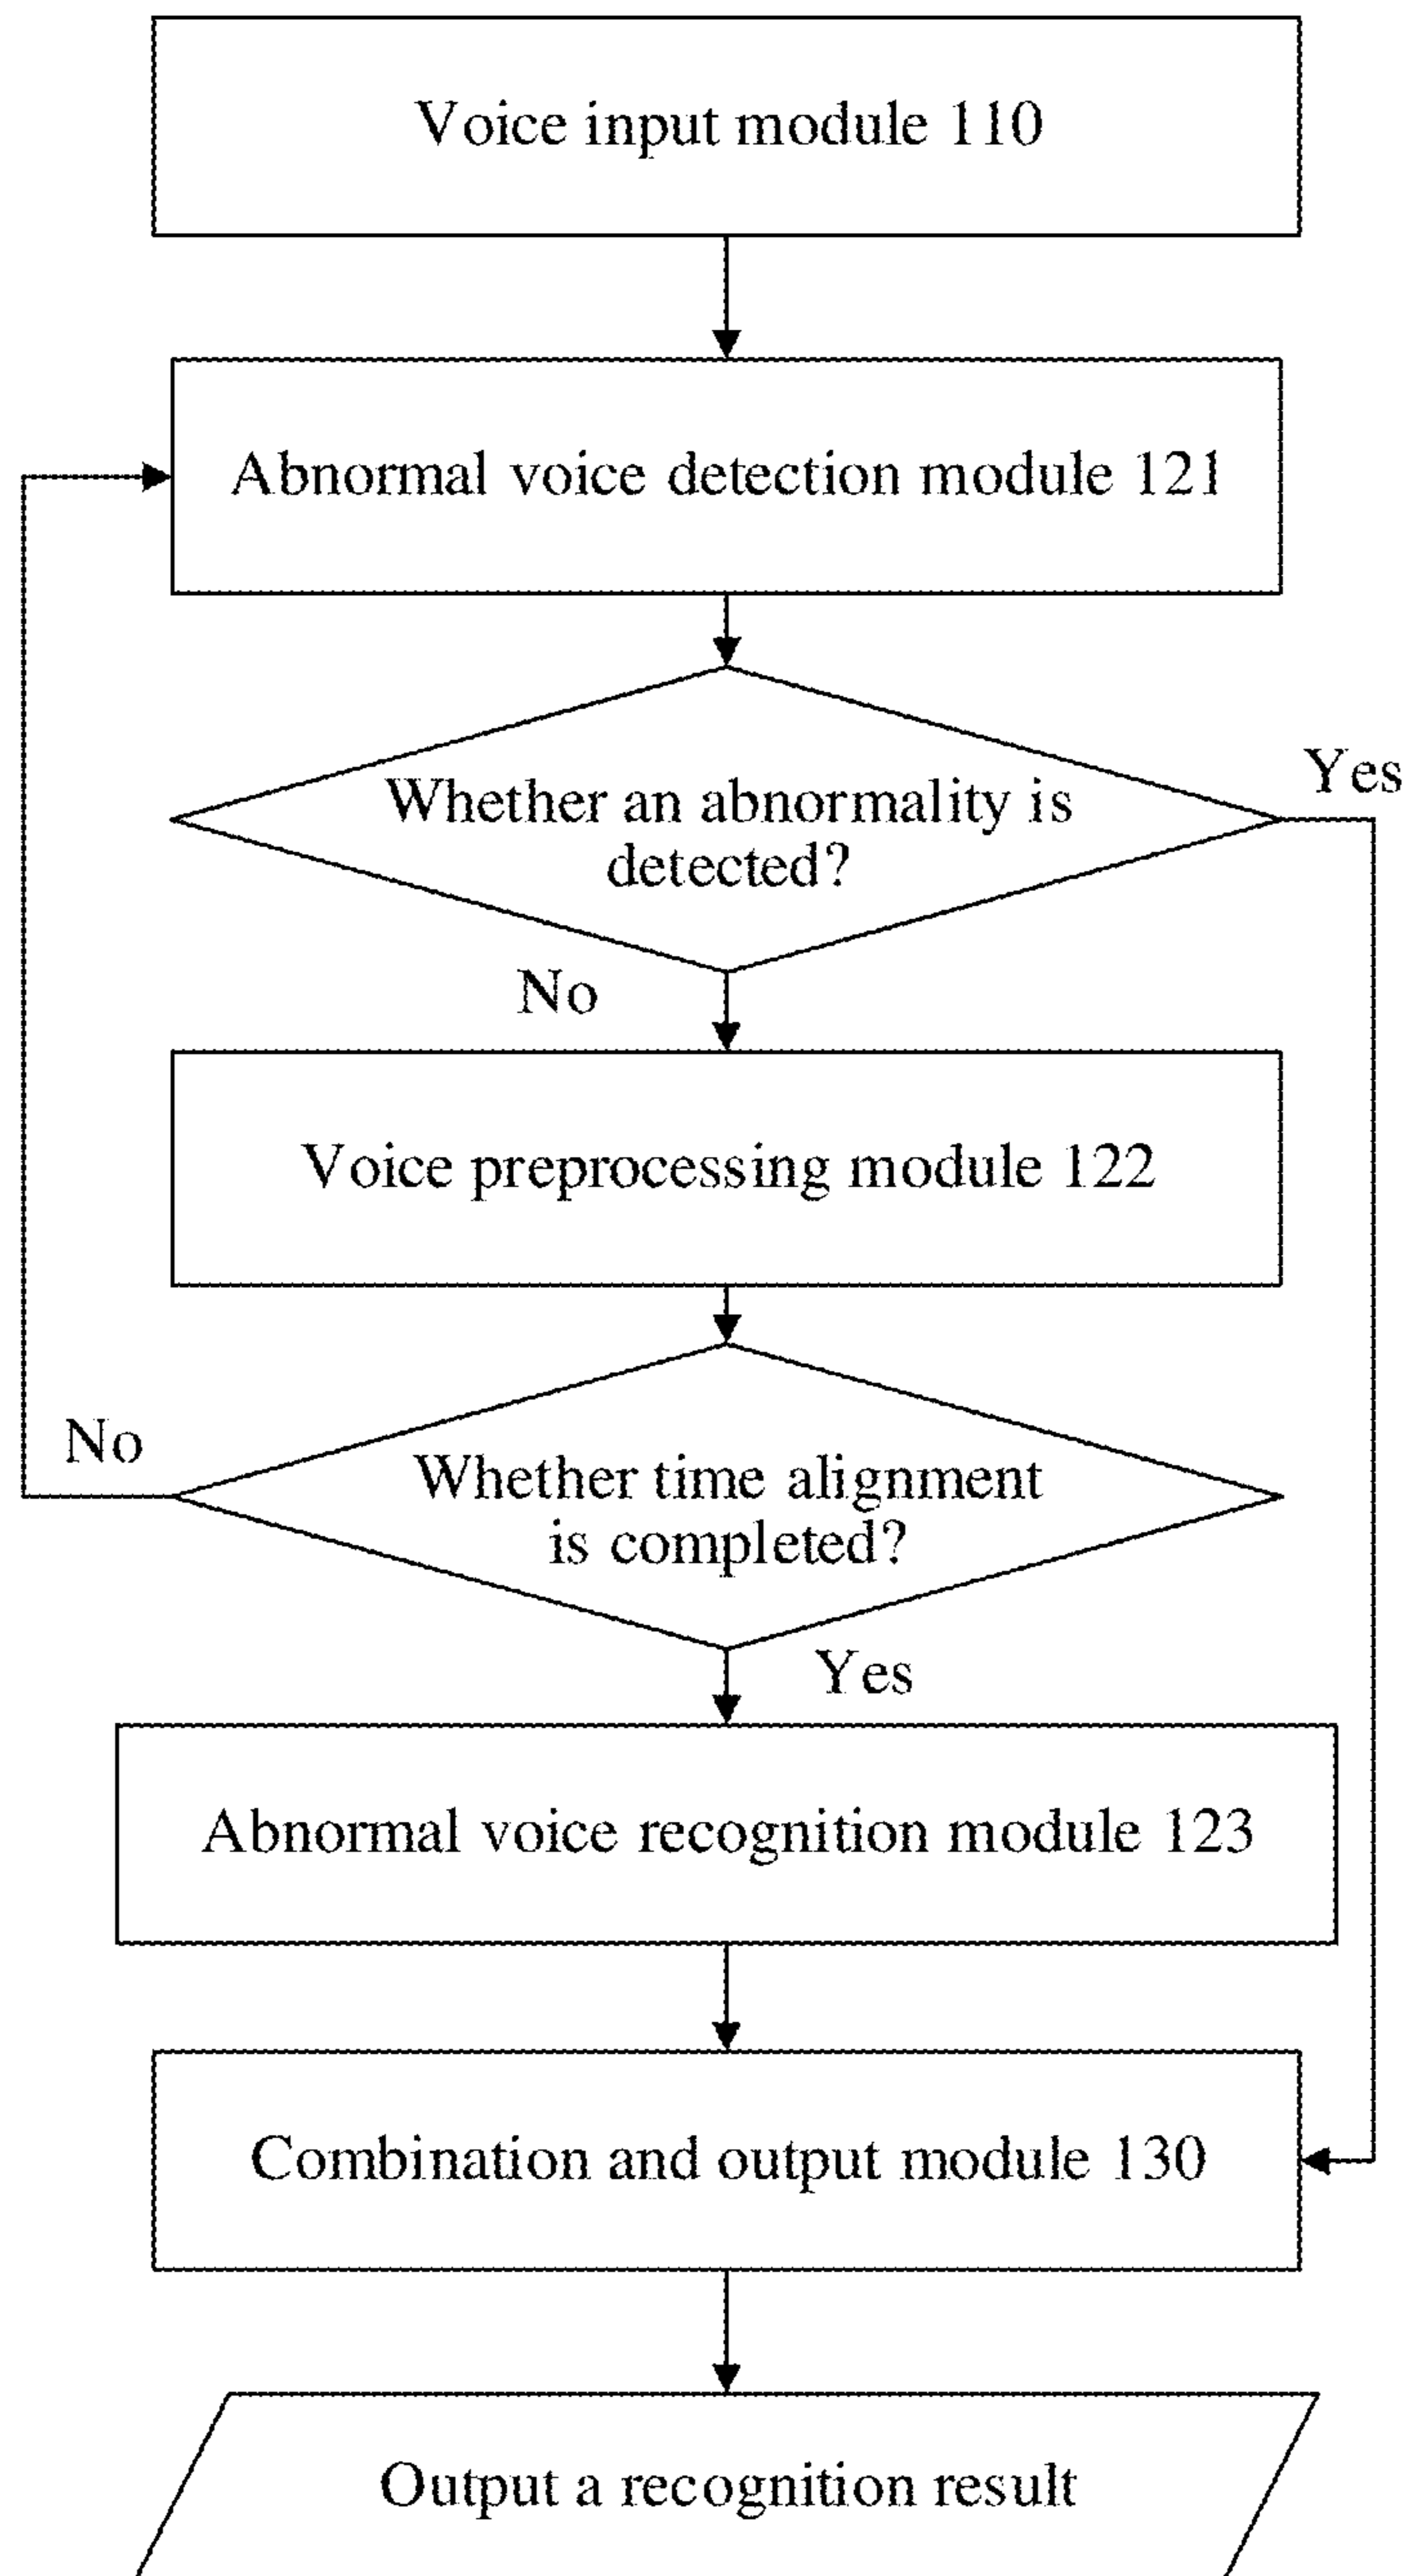 Voice input module 110
Abnormal voice detection module 121
Whether an abnormality is
detected?
Yes
No
Voice preprocessing module 122
Whether time alignment
is completed?
No
Yes
Abnormal voice recognition module 123
Combination and output module 130
Output a recognition result